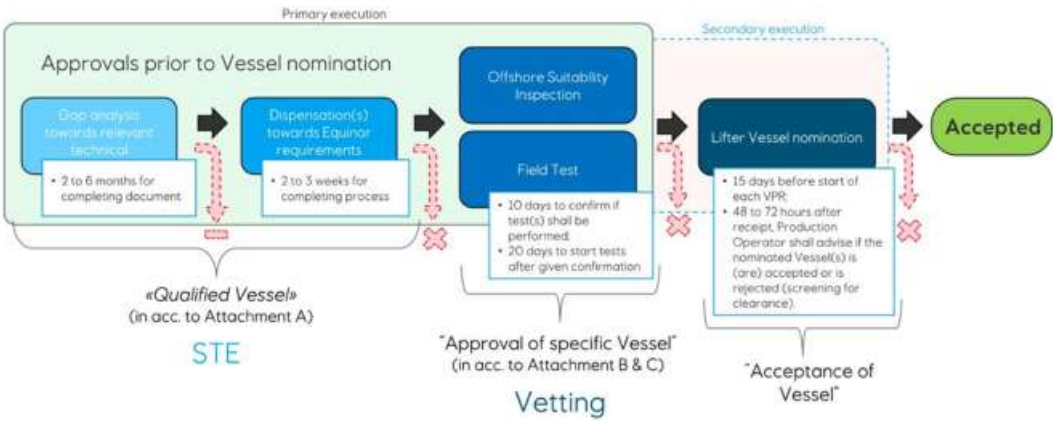 Primary execution
Secondary execution
Approvals prior to Vessel nomination
Gap analysis
towards relevant
technical
• 2 to 6 months for
completing document
Dispensation(s)
towards Equinor
requirements
• 2 to 3 weeks for
completing process
Offshore Suitability
Inspection
Field Test
• 10 days to confirm if
test(s) shall be
performed;
• 20 days to start tests
after given confirmation
Lifter Vessel nomination
• 15 days before start of
each VPR;
• 48 to 72 hours after
receipt, Production
Operator shall advise if the
nominated Vessel(s) is
(are) accepted or is
rejected (screening for
clearance).
Accepted
«Qualified Vessel»
(in acc. to Attachment A)
STE
"Approval of specific Vessel"
(in acc. to Attachment B & C)
Vetting
"Acceptance of
Vessel"